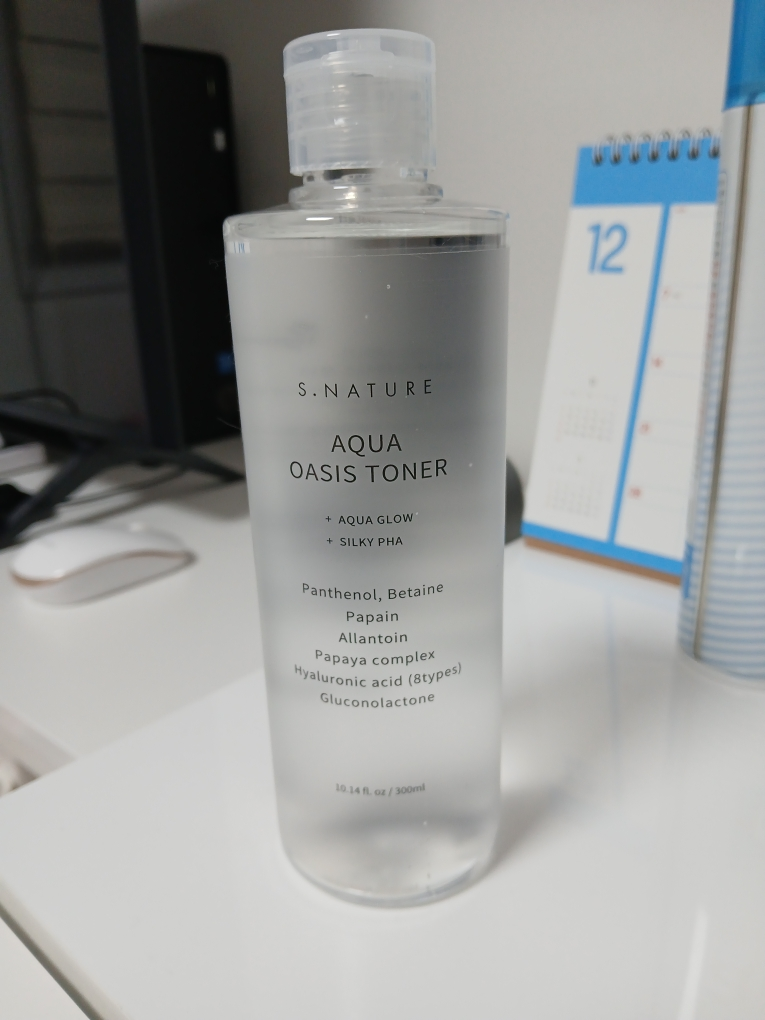 S.NATURE
AQUA
OASIS TONER
+ AQUA GLOW
+ SILKY PHA
Panthenol, Betaine
Papain
Allantoin
Papaya complex
Hyaluronic acid (8types)
Gluconolactone
10.14 fl. oz / 300ml
12